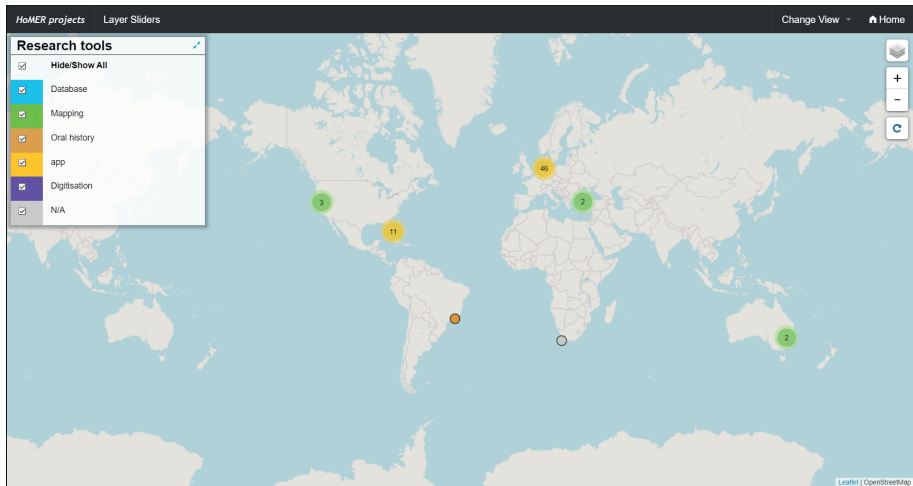 HoMER projects Layer Sliders Change View Home
Research tools
Hide/Show All
Database
Mapping
Oral history
app
Digitisation
N/A
+
−
46
2
3
11
2
Leaflet | OpenStreetMap